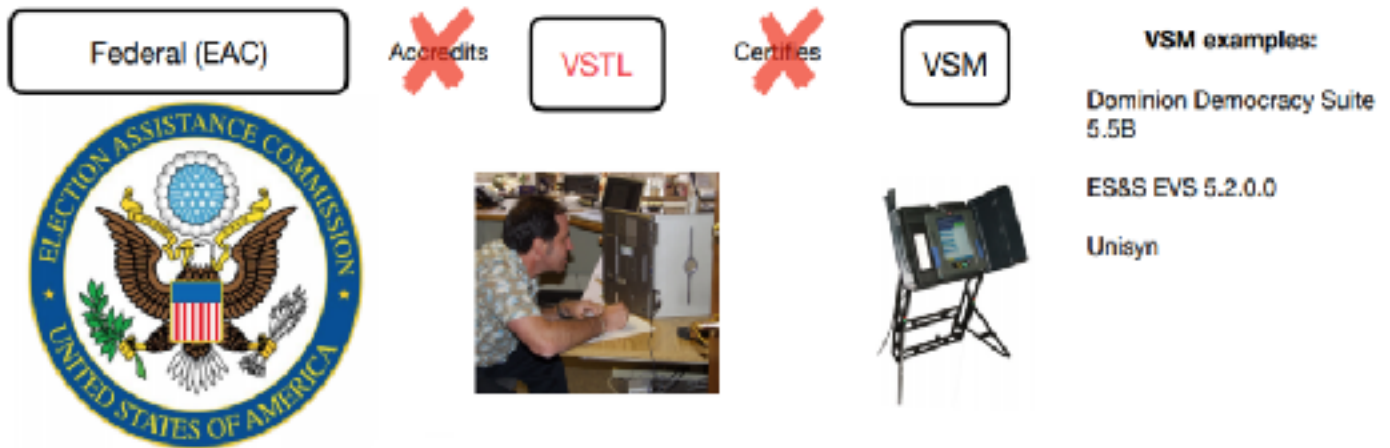 Federal (EAC)
Accredits
VSTL
Certifies
VSM
VSM examples:
Dominion Democracy Suite
5.5B
ES&S EVS 5.2.0.0
Unisyn
ELECTION ASSISTANCE COMMISSION
UNITED STATES OF AMERICA